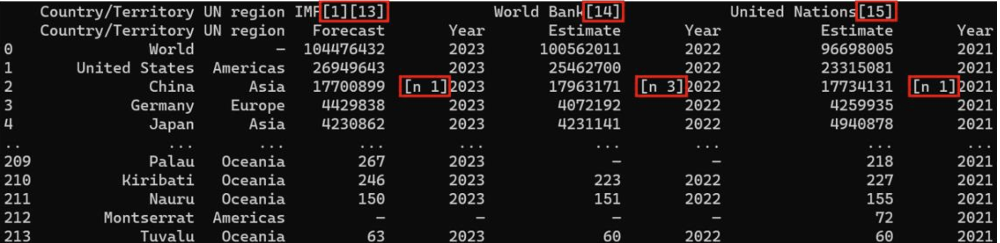 Country/Territory UN region IMF[1][13] World Bank[14] United Nations[15]
Country/Territory UN region Forecast Year Estimate Year Estimate Year
0 World — 104476432 2023 100562011 2022 96698005 2021
1 United States Americas 26949643 2023 25462700 2022 23315081 2021
2 China Asia 17700899 [n 1]2023 17963171 [n 3]2022 17734131 [n 1]2021
3 Germany Europe 4429838 2023 4072192 2022 4259935 2021
4 Japan Asia 4230862 2023 4231141 2022 4940878 2021
.. ... ... ... ... ... ... ... ...
209 Palau Oceania 267 2023 — — 218 2021
210 Kiribati Oceania 246 2023 223 2022 227 2021
211 Nauru Oceania 150 2023 151 2022 155 2021
212 Montserrat Americas — — — — 72 2021
213 Tuvalu Oceania 63 2023 60 2022 60 2021